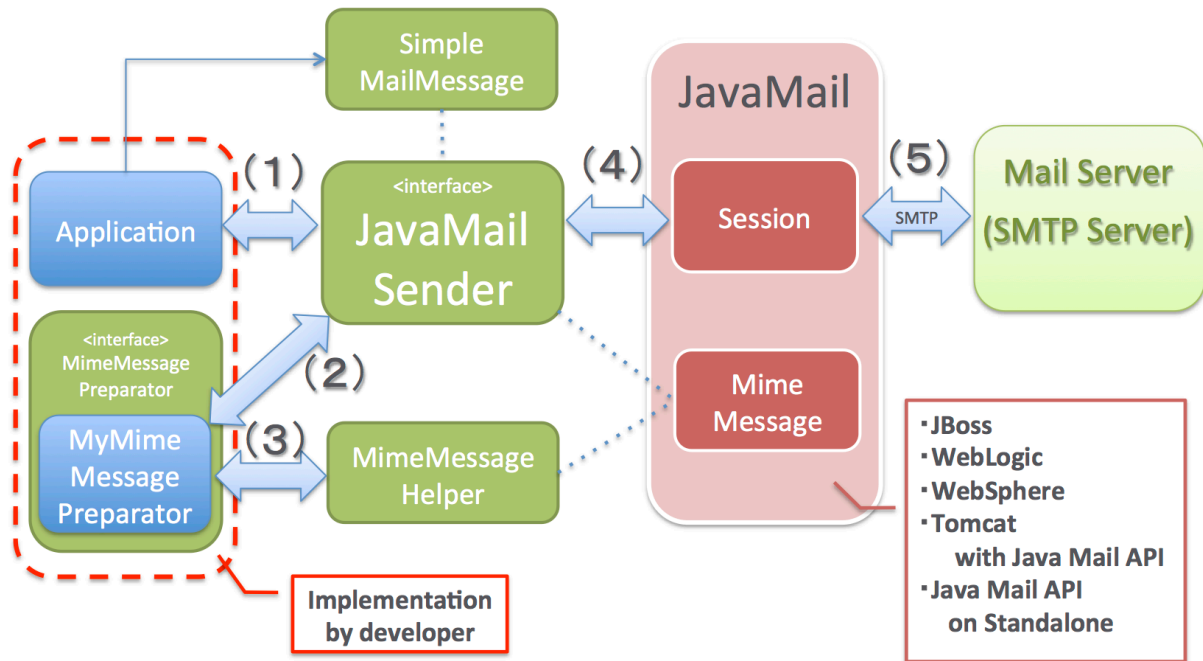 Simple
MailMessage
JavaMail
(1)
(4)
(5)
Application
<interface>
JavaMail
Sender
Session
SMTP
Mail Server
(SMTP Server)
<interface>
MimeMessage
Preparator
(2)
MyMime
Message
Preparator
(3)
MimeMessage
Helper
Mime
Message
・JBoss
・WebLogic
・WebSphere
・Tomcat
with Java Mail API
・Java Mail API
on Standalone
Implementation
by developer